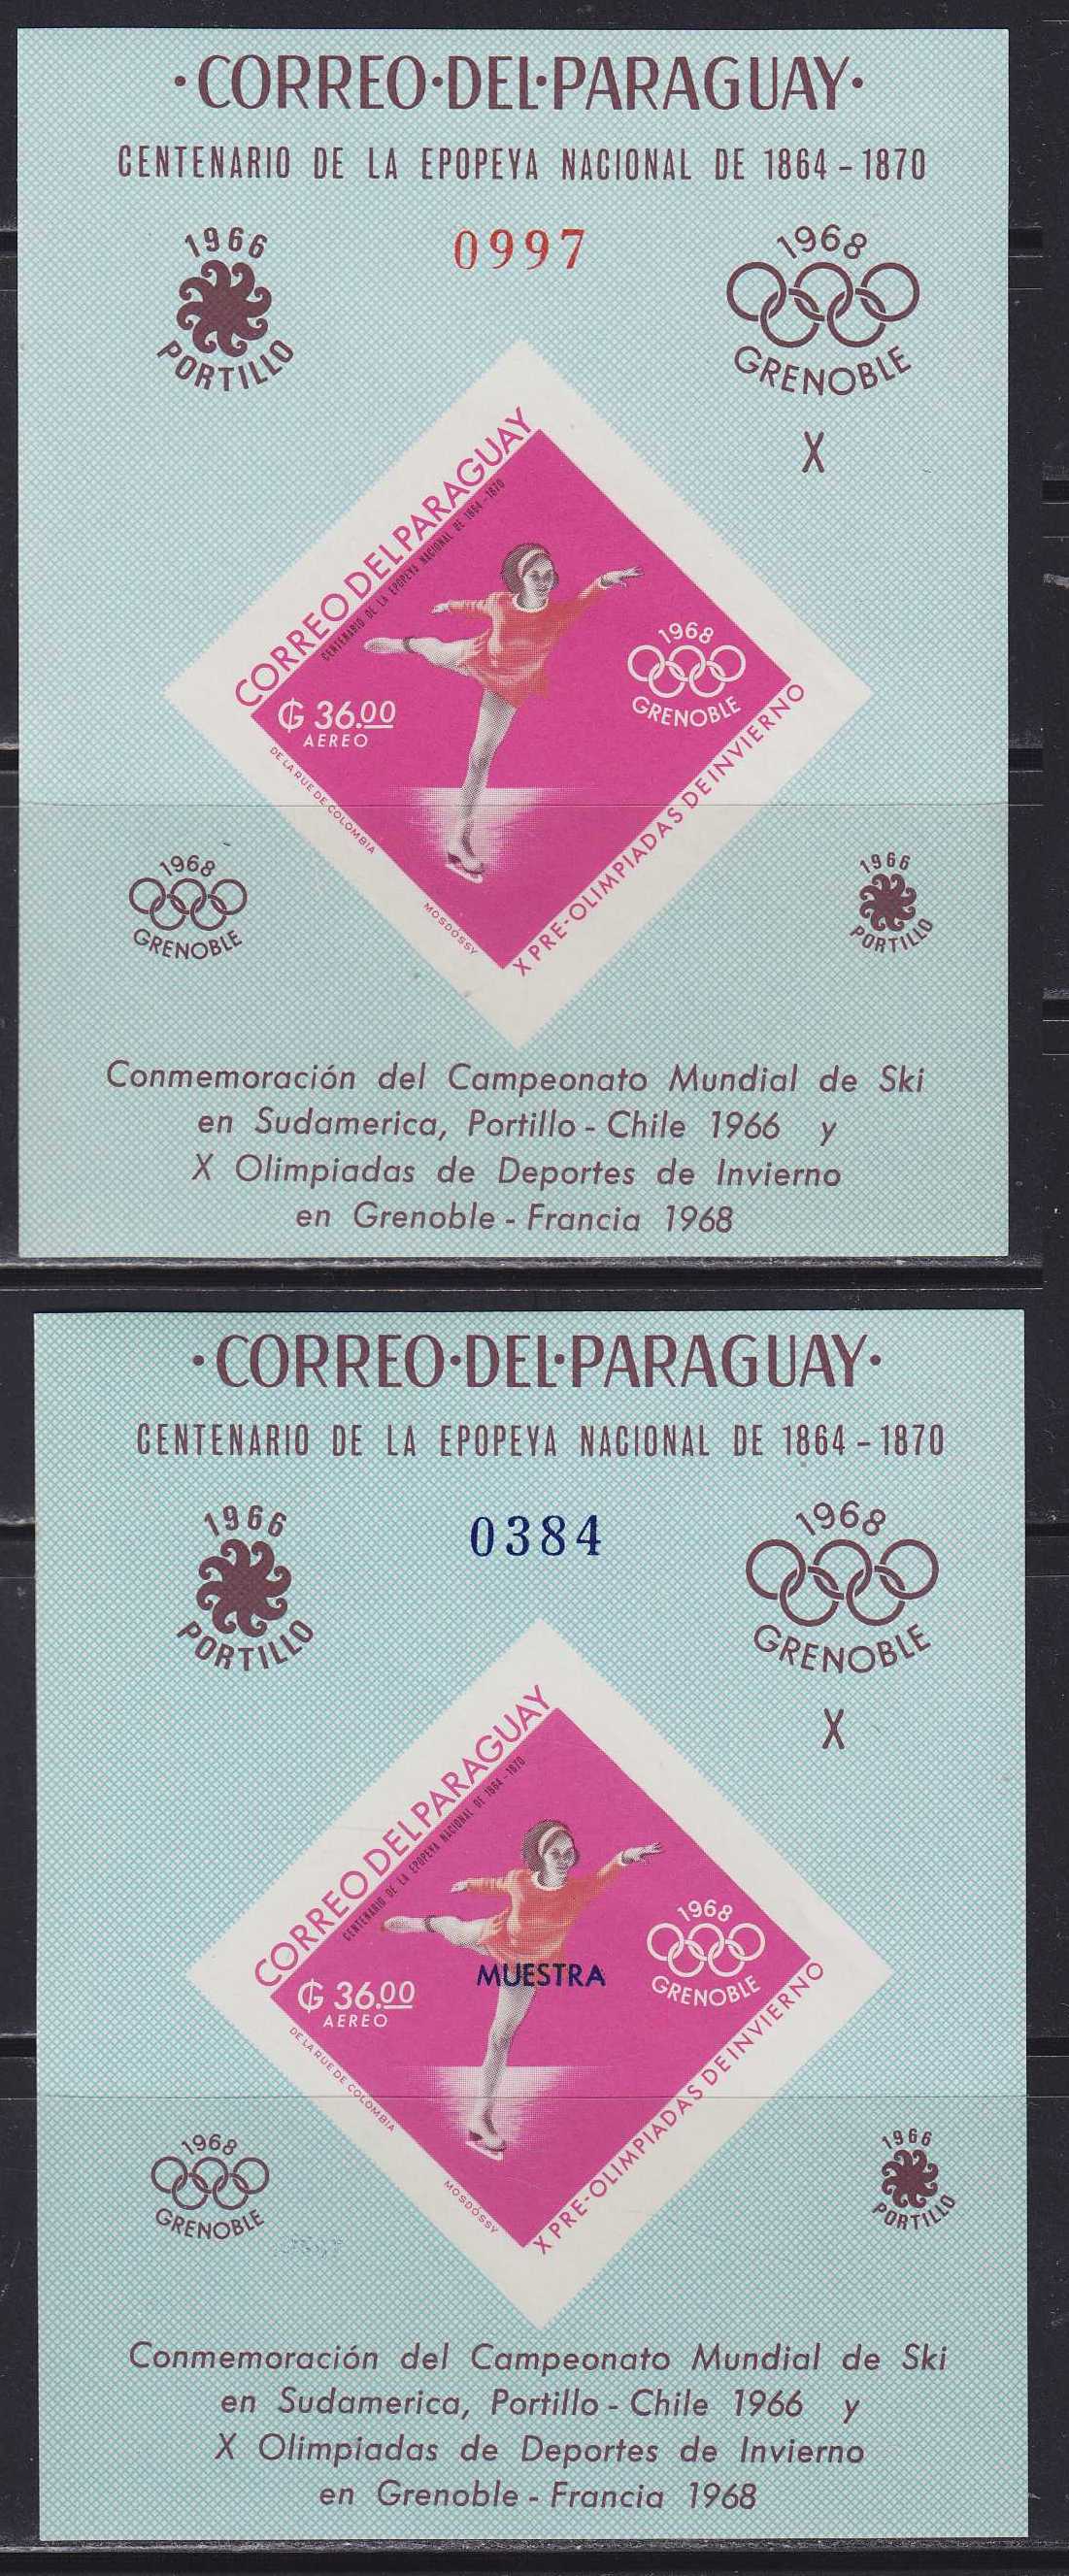 ·CORREO·DEL·PARAGUAY·
CENTENARIO DE LA EPOPEYA NACIONAL DE 1864 - 1870
1966
PORTILLO
0997
1968
GRENOBLE
X
CORREO DEL PARAGUAY
CENTENARIO DE LA EPOPEYA NACIONAL DE 1864 - 1870
1968
GRENOBLE
₲ 36.00
AEREO
DE LA RUE DE COLOMBIA
MOSDÓSSY
X PRE-OLIMPIADAS DE INVIERNO
1968
GRENOBLE
1966
PORTILLO
Conmemoración del Campeonato Mundial de Ski
en Sudamerica, Portillo - Chile 1966 y
X Olimpiadas de Deportes de Invierno
en Grenoble - Francia 1968
·CORREO·DEL·PARAGUAY·
CENTENARIO DE LA EPOPEYA NACIONAL DE 1864 - 1870
1966
PORTILLO
0384
1968
GRENOBLE
X
CORREO DEL PARAGUAY
CENTENARIO DE LA EPOPEYA NACIONAL DE 1864 - 1870
1968
GRENOBLE
MUESTRA
₲ 36.00
AEREO
DE LA RUE DE COLOMBIA
MOSDÓSSY
X PRE-OLIMPIADAS DE INVIERNO
1968
GRENOBLE
1966
PORTILLO
Conmemoración del Campeonato Mundial de Ski
en Sudamerica, Portillo - Chile 1966 y
X Olimpiadas de Deportes de Invierno
en Grenoble - Francia 1968